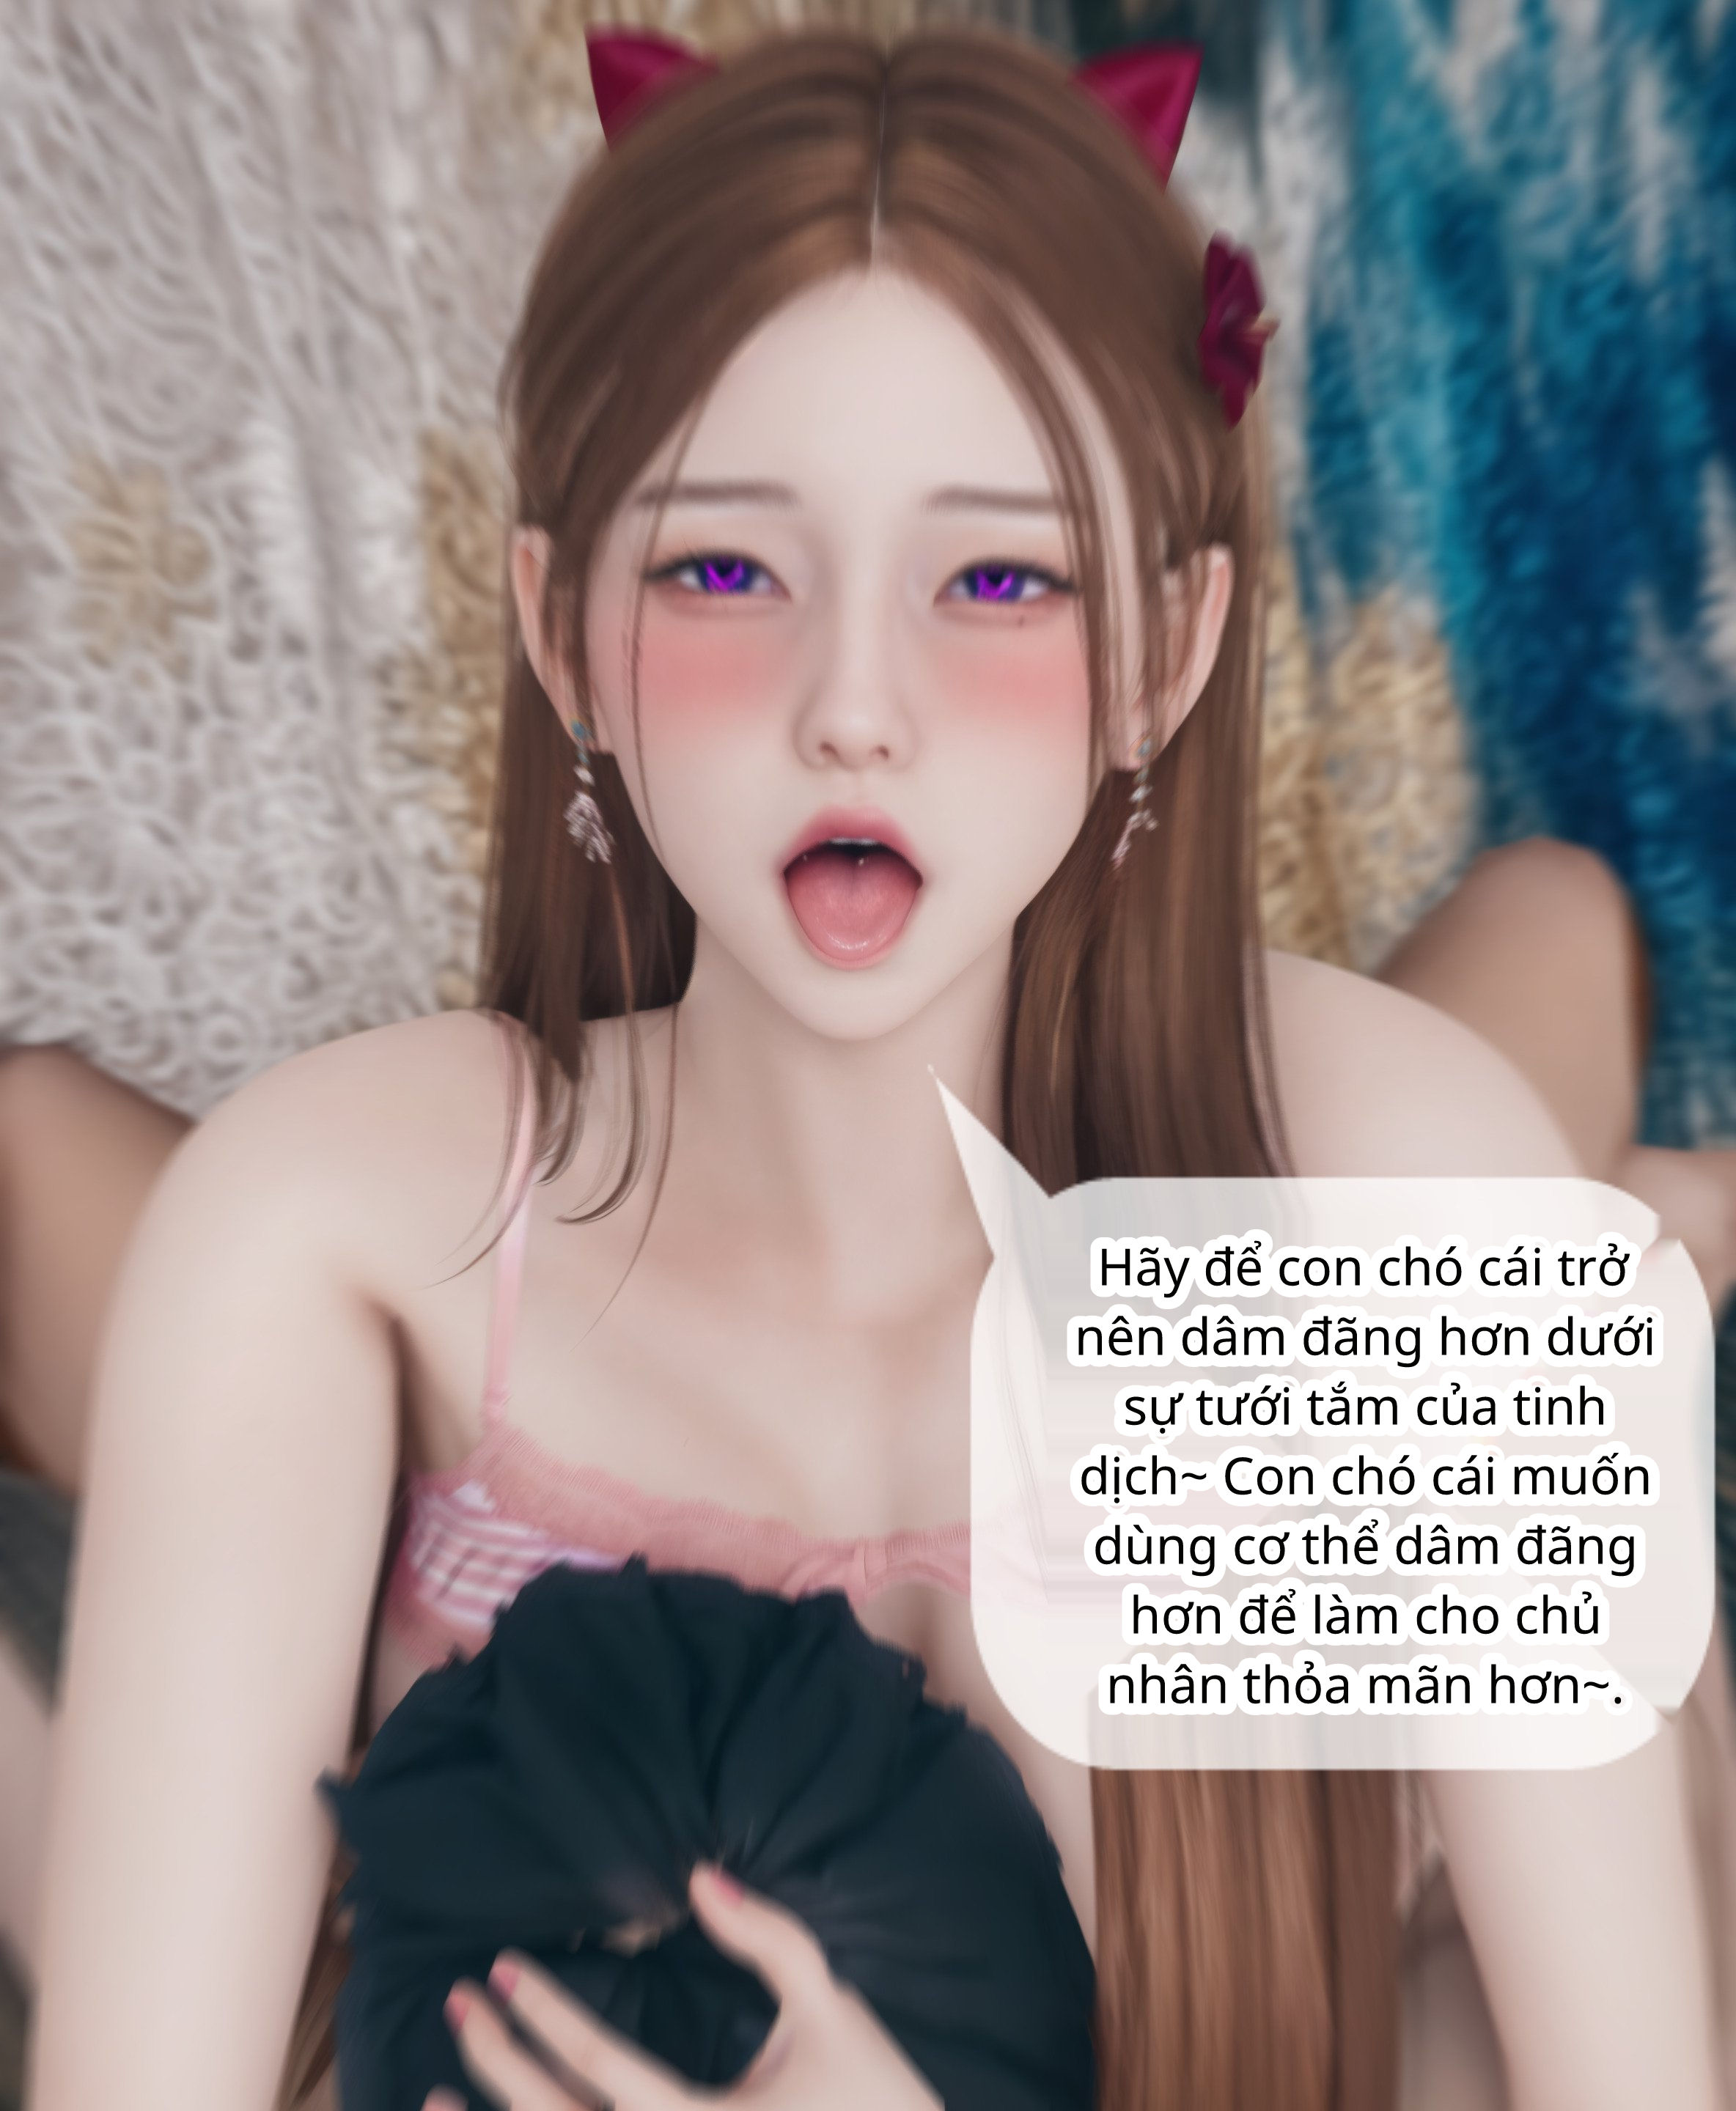 Hãy để con chó cái trở
nên dâm đãng hơn dưới
sự tưới tắm của tinh
dịch~ Con chó cái muốn
dùng cơ thể dâm đãng
hơn để làm cho chủ
nhân thỏa mãn hơn~.